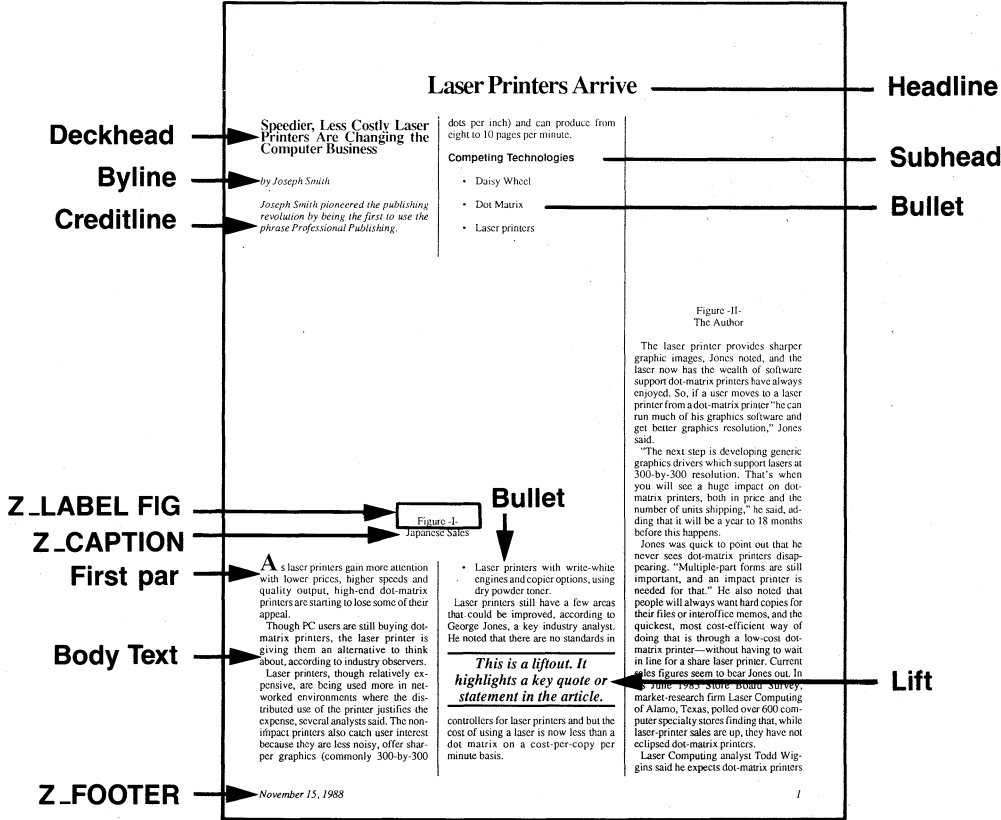 Laser Printers Arrive
Headline
Deckhead
Speedier, Less Costly Laser
Printers Are Changing the
Computer Business
Byline
by Joseph Smith
Creditline
Joseph Smith pioneered the publishing
revolution by being the first to use the
phrase Professional Publishing.
dots per inch) and can produce from
eight to 10 pages per minute.
Competing Technologies
Subhead
• Daisy Wheel
• Dot Matrix
Bullet
• Laser printers
Z_LABEL FIG
Figure -I-
Z_CAPTION
Japanese Sales
First par
As laser printers gain more attention
with lower prices, higher speeds and
quality output, high-end dot-matrix
printers are starting to lose some of their
appeal.
Though PC users are still buying dot-
matrix printers, the laser printer is
giving them an alternative to think
about, according to industry observers.
Body Text
Laser printers, though relatively ex-
pensive, are being used more in net-
worked environments where the dis-
tributed use of the printer justifies the
expense, several analysts said. The non-
impact printers also catch user interest
because they are less noisy, offer shar-
per graphics (commonly 300-by-300
Bullet
• Laser printers with write-white
engines and copier options, using
dry powder toner.
Laser printers still have a few areas
that could be improved, according to
George Jones, a key industry analyst.
He noted that there are no standards in
This is a liftout. It
highlights a key quote or
statement in the article.
Lift
controllers for laser printers and but the
cost of using a laser is now less than a
dot matrix on a cost-per-copy per
minute basis.
Figure -II-
The Author
The laser printer provides sharper
graphic images, Jones noted, and the
laser now has the wealth of software
support dot-matrix printers have always
enjoyed. So, if a user moves to a laser
printer from a dot-matrix printer "he can
run much of his graphics software and
get better graphics resolution," Jones
said.
"The next step is developing generic
graphics drivers which support lasers at
300-by-300 resolution. That's when
you will see a huge impact on dot-
matrix printers, both in price and the
number of units shipping," he said, ad-
ding that it will be a year to 18 months
before this happens.
Jones was quick to point out that he
never sees dot-matrix printers disap-
pearing. "Multiple-part forms are still
important, and an impact printer is
needed for that." He also noted that
people will always want hard copies for
their files or interoffice memos, and the
quickest, most cost-efficient way of
doing that is through a low-cost dot-
matrix printer—without having to wait
in line for a share laser printer. Current
sales figures seem to bear Jones out. In
June 1985 Store Board Survey,
market-research firm Laser Computing
of Alamo, Texas, polled over 600 com-
puter specialty stores finding that, while
laser-printer sales are up, they have not
eclipsed dot-matrix printers.
Laser Computing analyst Todd Wig-
gins said he expects dot-matrix printers
Z_FOOTER
November 15, 1988
1